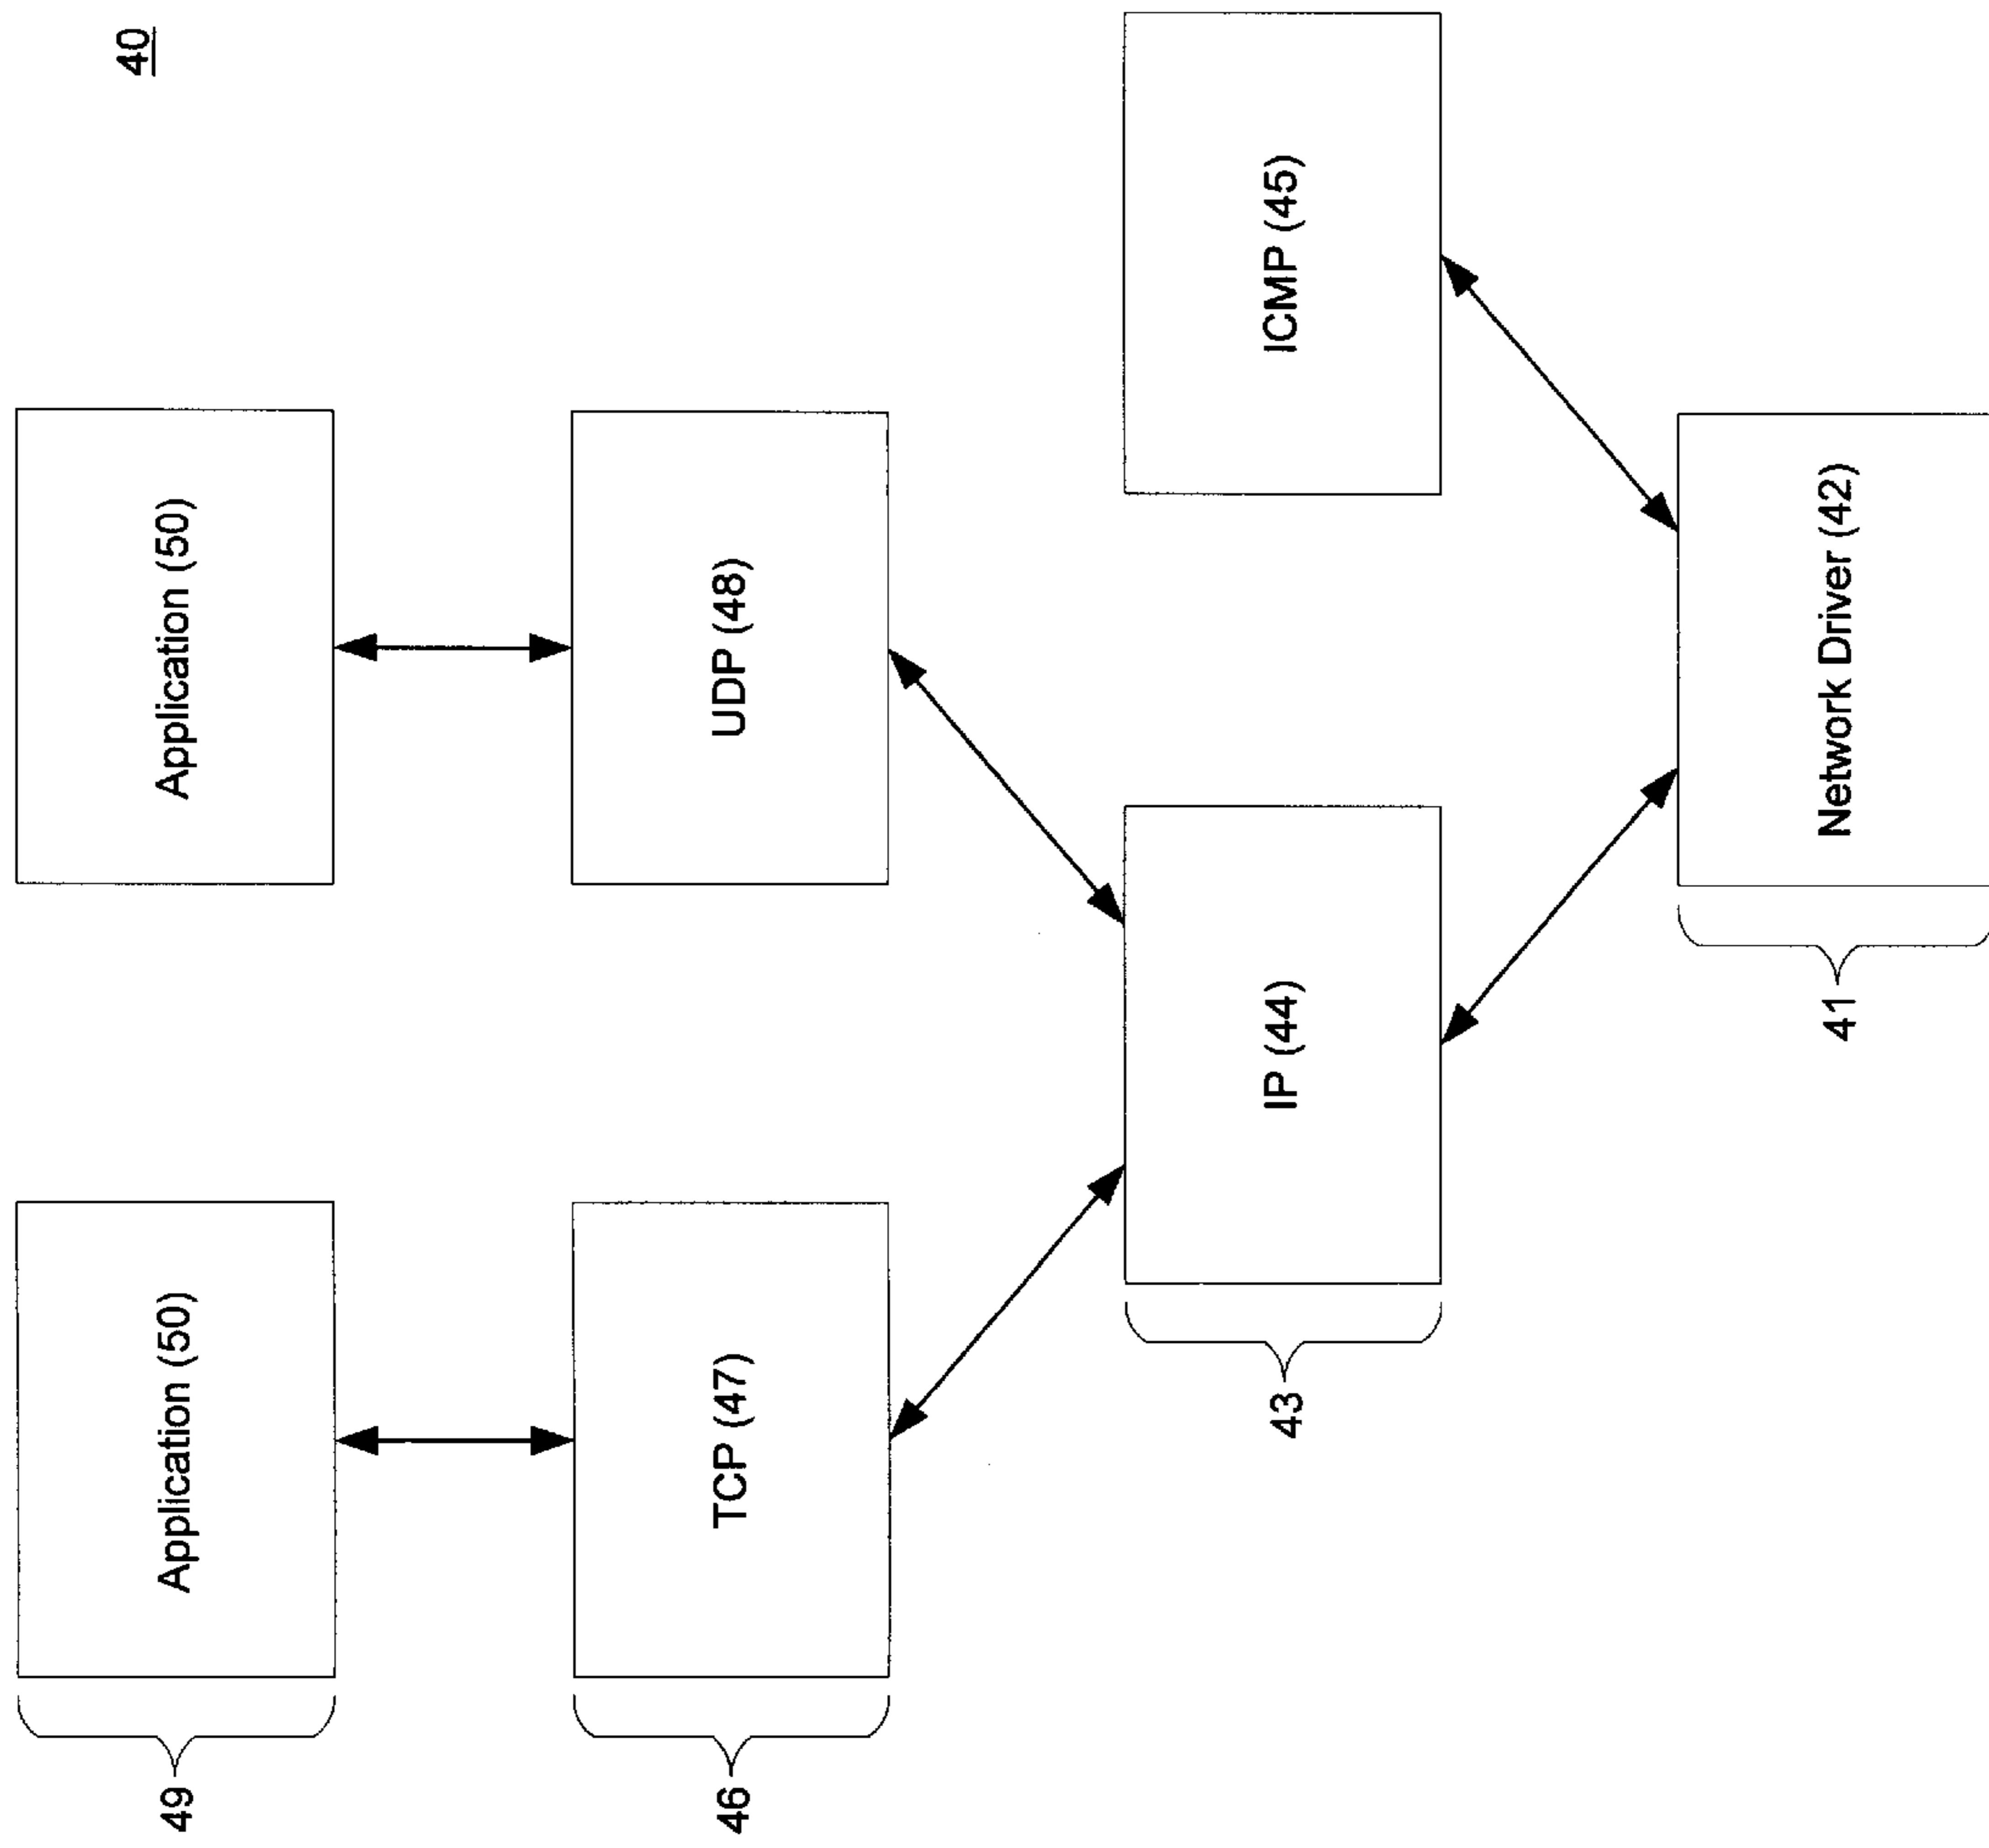 40
49
Application (50)
Application (50)
46
TCP (47)
UDP (48)
43
IP (44)
ICMP (45)
41
Network Driver (42)